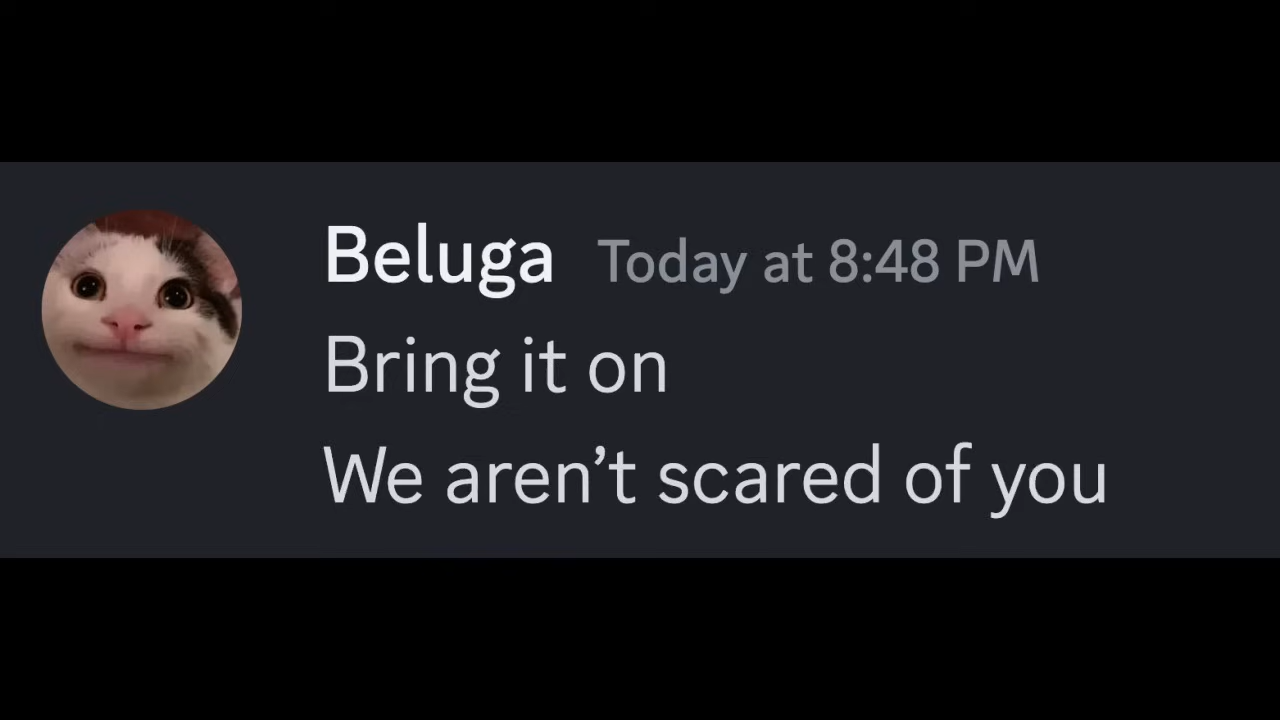 Beluga Today at 8:48 PM
Bring it on
We aren’t scared of you